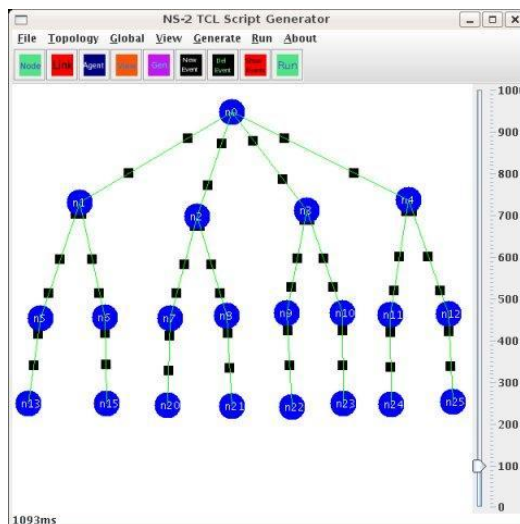 NS-2 TCL Script Generator
File Topology Global View Generate Run About
Node Link Agent Gen New Event Del Event Run
n0
n1 n2 n3 n4
n5 n6 n7 n8 n9 n10 n11 n12
n13 n15 n20 n21 n22 n23 n24 n25
1000
900
800
700
600
500
400
300
200
100
0
1093ms